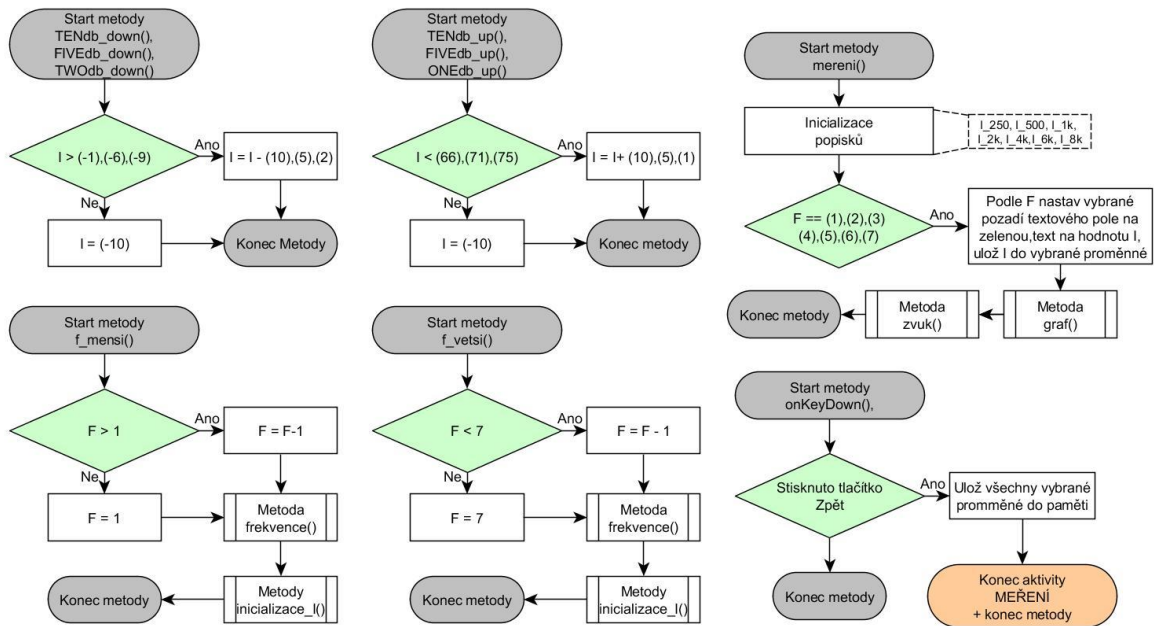 Start metody
TENdb_down(),
FIVEdb_down(),
TWOdb_down()
I > (-1),(-6),(-9)
Ano
I = I - (10),(5),(2)
Ne
I = (-10)
Konec Metody
Start metody
TENdb_up(),
FIVEdb_up(),
ONEdb_up()
I < (66),(71),(75)
Ano
I = I+ (10),(5),(1)
Ne
I = (-10)
Konec metody
Start metody
mereni()
Inicializace
popisků
I_250, I_500, I_1k,
I_2k, I_4k,I_6k, I_8k
F == (1),(2),(3)
(4),(5),(6),(7)
Ano
Podle F nastav vybrané
pozadí textového pole na
zelenou,text na hodnotu I,
ulož I do vybrané proměnné
Metoda
graf()
Metoda
zvuk()
Konec metody
Start metody
f_mensi()
F > 1
Ano
F = F-1
Ne
F = 1
Metoda
frekvence()
Metody
inicializace_I()
Konec metody
Start metody
f_vetsi()
F < 7
Ano
F = F - 1
Ne
F = 7
Metoda
frekvence()
Metody
inicializace_I()
Konec metody
Start metody
onKeyDown(),
Stisknuto tlačítko
Zpět
Ano
Ulož všechny vybrané
promměné do paměti
Konec metody
Konec aktivity
MEŘENÍ
+ konec metody